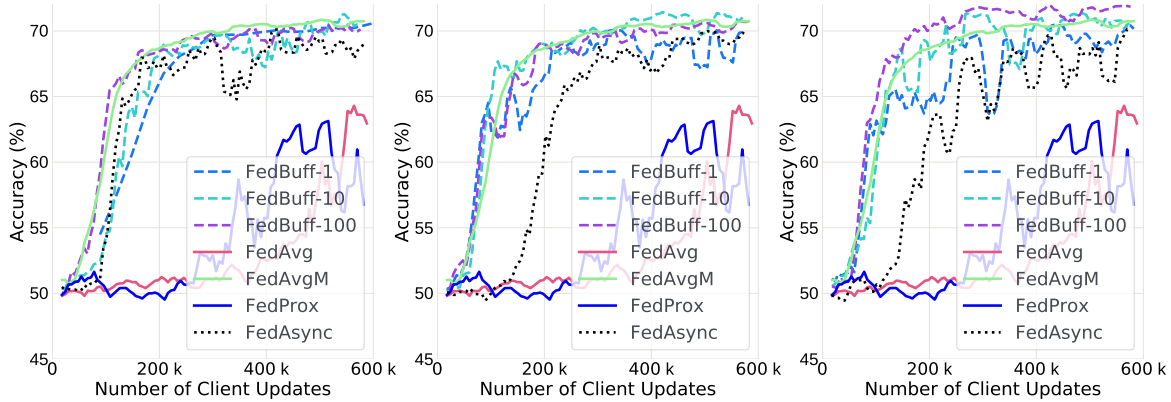 Accuracy (%)
70
65
60
55
50
45
FedBuff-1
FedBuff-10
FedBuff-100
FedAvg
FedAvgM
FedProx
FedAsync
0 200 k 400 k 600 k
Number of Client Updates
Accuracy (%)
70
65
60
55
50
45
FedBuff-1
FedBuff-10
FedBuff-100
FedAvg
FedAvgM
FedProx
FedAsync
0 200 k 400 k 600 k
Number of Client Updates
Accuracy (%)
70
65
60
55
50
45
FedBuff-1
FedBuff-10
FedBuff-100
FedAvg
FedAvgM
FedProx
FedAsync
0 200 k 400 k 600 k
Number of Client Updates